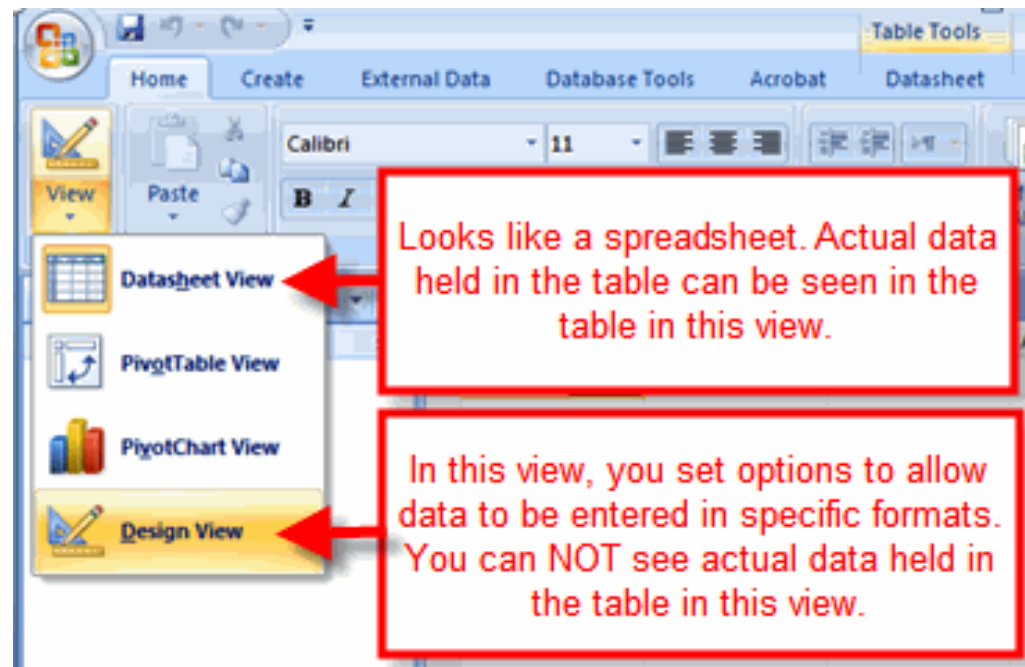 Table Tools
Home Create External Data Database Tools Acrobat Datasheet
Calibri 11
View Paste B I
Datasheet View
PivotTable View
PivotChart View
Design View
Looks like a spreadsheet. Actual data
held in the table can be seen in the
table in this view.
In this view, you set options to allow
data to be entered in specific formats.
You can NOT see actual data held in
the table in this view.